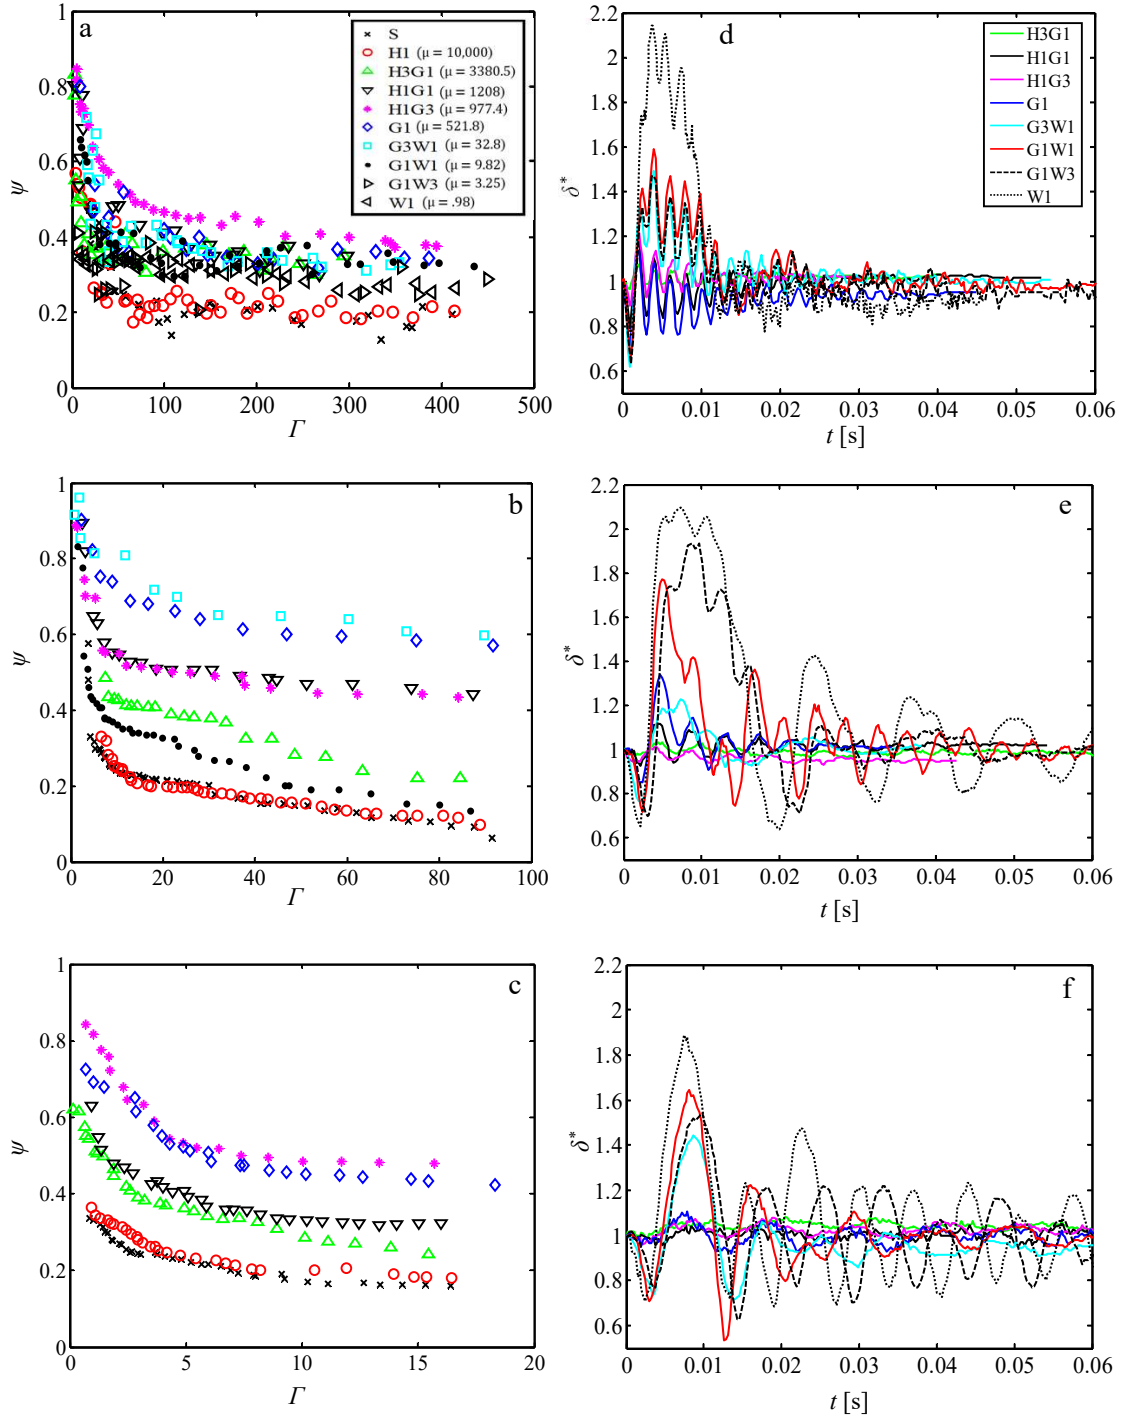 a
ψ
1
0.8
0.6
0.4
0.2
0
0 100 200 300 400 500
Γ
S
H1 (μ = 10,000)
H3G1 (μ = 3380.5)
H1G1 (μ = 1208)
H1G3 (μ = 977.4)
G1 (μ = 521.8)
G3W1 (μ = 32.8)
G1W1 (μ = 9.82)
G1W3 (μ = 3.25)
W1 (μ = .98)
d
δ*
2.2
2
1.8
1.6
1.4
1.2
1
0.8
0.6
0 0.01 0.02 0.03 0.04 0.05 0.06
t [s]
H3G1
H1G1
H1G3
G1
G3W1
G1W1
G1W3
W1
b
ψ
1
0.8
0.6
0.4
0.2
0
0 20 40 60 80 100
Γ
e
δ*
2.2
2
1.8
1.6
1.4
1.2
1
0.8
0.6
0 0.01 0.02 0.03 0.04 0.05 0.06
t [s]
c
ψ
1
0.8
0.6
0.4
0.2
0
0 5 10 15 20
Γ
f
δ*
2.2
2
1.8
1.6
1.4
1.2
1
0.8
0.6
0 0.01 0.02 0.03 0.04 0.05 0.06
t [s]